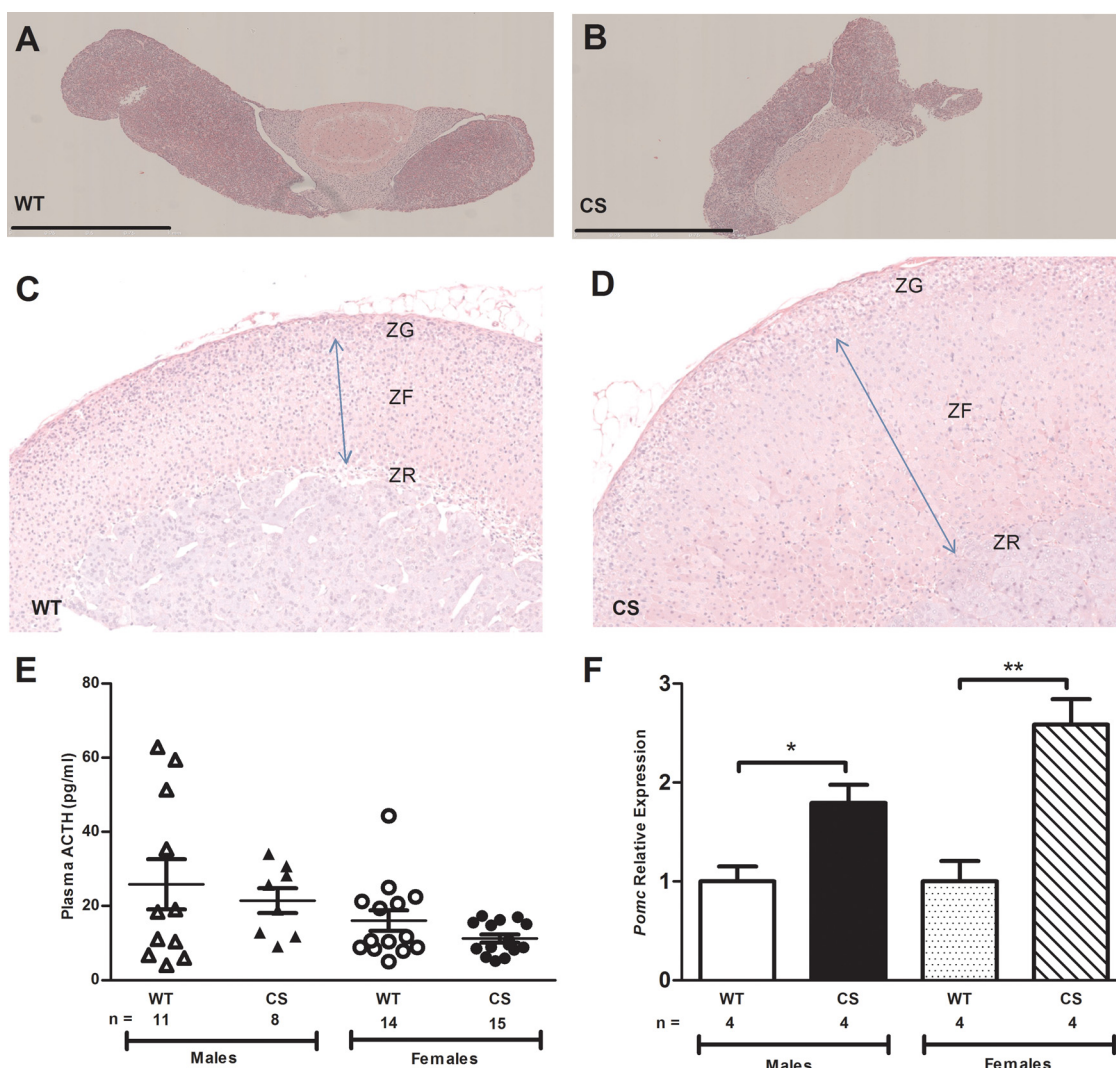 A
WT
B
CS
C
ZG
ZF
ZR
WT
D
ZG
ZF
ZR
CS
E
Plasma ACTH (pg/ml)
80
60
40
20
0
WT CS WT CS
n = 11 8 14 15
Males Females
F
Pomc Relative Expression
3
2
1
0
* **
WT CS WT CS
n = 4 4 4 4
Males Females